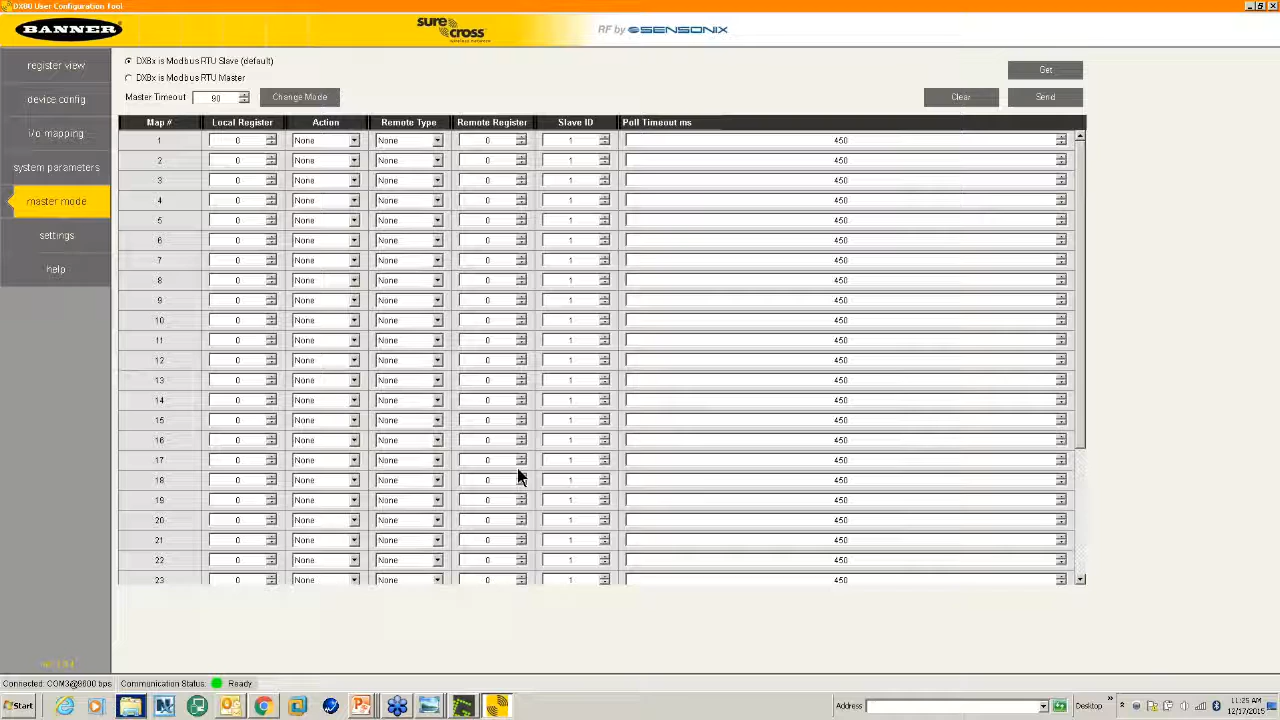 DX80 User Configuration Tool
BANNER
sure cross
wireless network
RF by SENSONIX
register view
device config
i/o mapping
system parameters
master mode
settings
help
DXBx is Modbus RTU Slave (default)
DXBx is Modbus RTU Master
Master Timeout 90 Change Mode
Get
Clear Send
Map # Local Register Action Remote Type Remote Register Slave ID Poll Timeout ms
1 0 None None 0 1 450
2 0 None None 0 1 450
3 0 None None 0 1 450
4 0 None None 0 1 450
5 0 None None 0 1 450
6 0 None None 0 1 450
7 0 None None 0 1 450
8 0 None None 0 1 450
9 0 None None 0 1 450
10 0 None None 0 1 450
11 0 None None 0 1 450
12 0 None None 0 1 450
13 0 None None 0 1 450
14 0 None None 0 1 450
15 0 None None 0 1 450
16 0 None None 0 1 450
17 0 None None 0 1 450
18 0 None None 0 1 450
19 0 None None 0 1 450
20 0 None None 0 1 450
21 0 None None 0 1 450
22 0 None None 0 1 450
23 0 None None 0 1 450
Connected: COM3@9600 bps Communication Status: Ready
Start
Address
Desktop
11:25 AM
12/17/2015